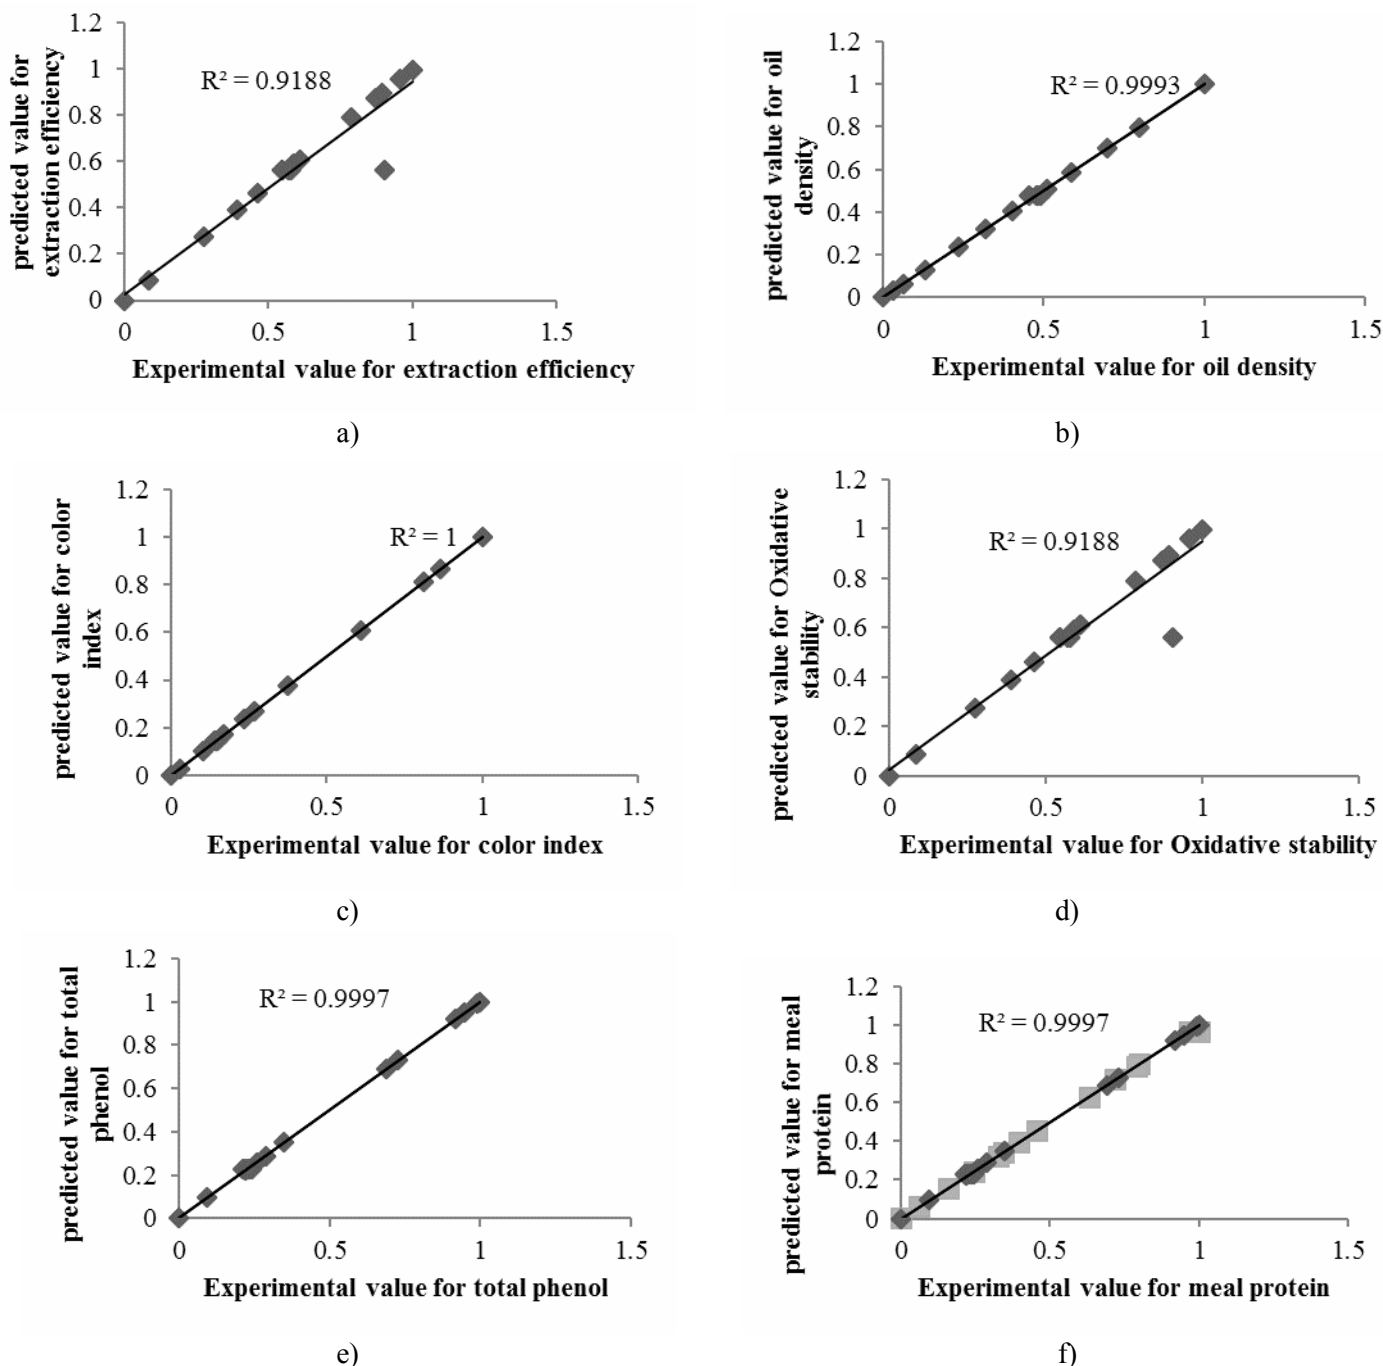 predicted value for
extraction efficiency
1.2
1
0.8
0.6
0.4
0.2
0
R² = 0.9188
0
0.5
1
1.5
Experimental value for extraction efficiency
a)
predicted value for oil
density
1.2
1
0.8
0.6
0.4
0.2
0
R² = 0.9993
0
0.5
1
1.5
Experimental value for oil density
b)
predicted value for color
index
1.2
1
0.8
0.6
0.4
0.2
0
R² = 1
0
0.5
1
1.5
Experimental value for color index
c)
predicted value for Oxidative
stability
1.2
1
0.8
0.6
0.4
0.2
0
R² = 0.9188
0
0.5
1
1.5
Experimental value for Oxidative stability
d)
predicted value for total
phenol
1.2
1
0.8
0.6
0.4
0.2
0
R² = 0.9997
0
0.5
1
1.5
Experimental value for total phenol
e)
predicted value for meal
protein
1.2
1
0.8
0.6
0.4
0.2
0
R² = 0.9997
0
0.5
1
1.5
Experimental value for meal protein
f)